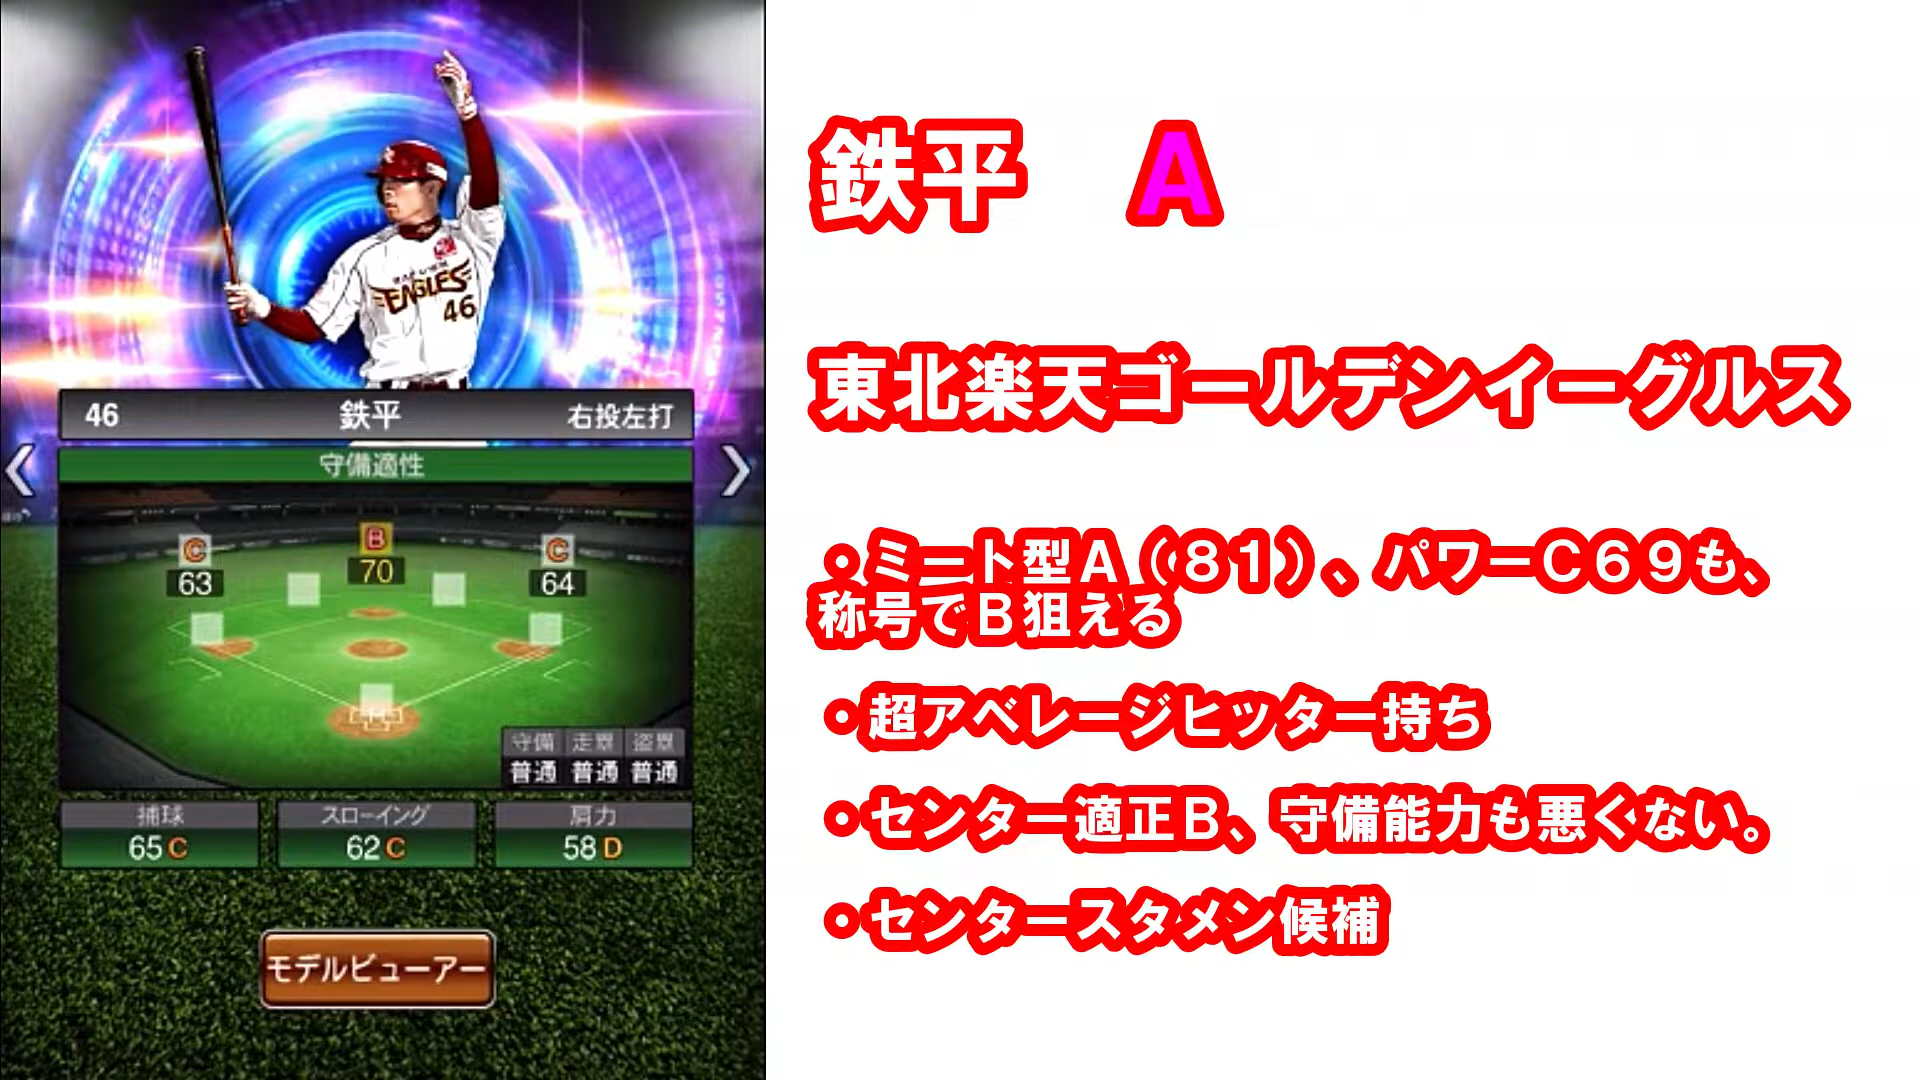 EAGLES
46
46 鉄平 右投左打
守備適性
C B C
63 70 64
守備 走塁 盗塁
普通 普通 普通
捕球 スローイング 肩力
65 C 62 C 58 D
モデルビューアー
鉄平 A
東北楽天ゴールデンイーグルス
・ミート型A（81）、パワーC69も、
称号でB狙える
・超アベレージヒッター持ち
・センター適正B、守備能力も悪くない。
・センタースタメン候補